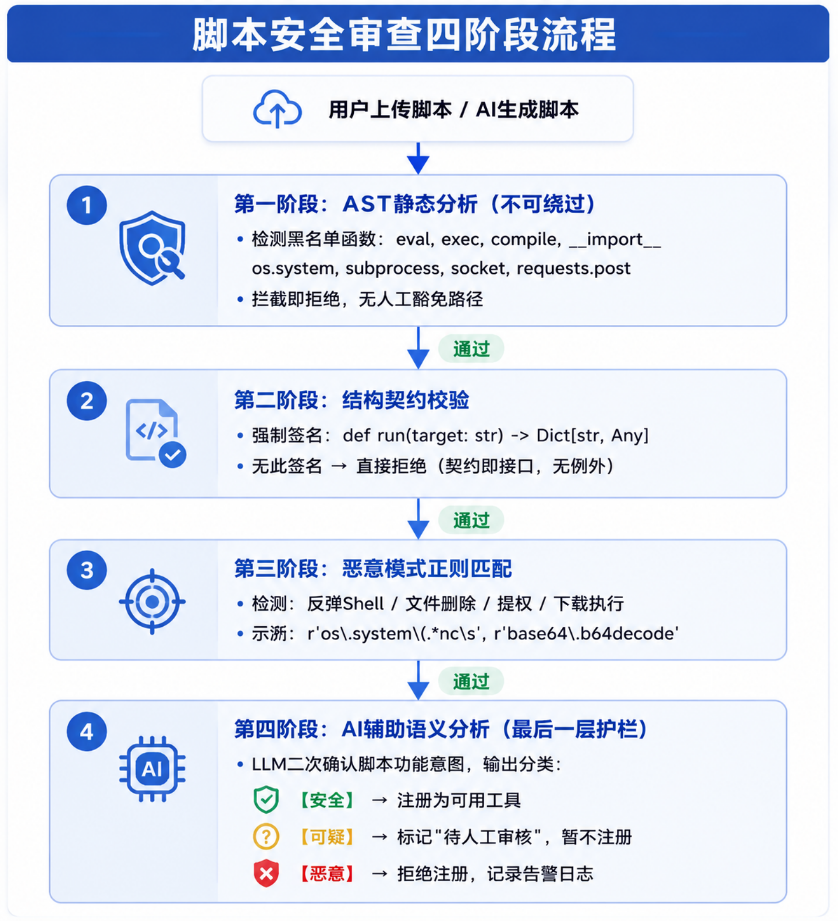 脚本安全审查四阶段流程
用户上传脚本 / AI生成脚本
1
第一阶段：AST静态分析（不可绕过）
• 检测黑名单函数：eval, exec, compile, __import__
os.system, subprocess, socket, requests.post
• 拦截即拒绝，无人工豁免路径
通过
2
</>
第二阶段：结构契约校验
• 强制签名：def run(target: str) -> Dict[str, Any]
• 无此签名 → 直接拒绝（契约即接口，无例外）
通过
3
第三阶段：恶意模式正则匹配
• 检测：反弹Shell / 文件删除 / 提权 / 下载执行
• 示浙：r'os\.system\(.*nc\s', r'base64\.b64decode'
通过
4
AI
第四阶段：AI辅助语义分析（最后一层护栏）
• LLM二次确认脚本功能意图，输出分类：
【安全】 → 注册为可用工具
【可疑】 → 标记"待人工审核"，暂不注册
【恶意】 → 拒绝注册，记录告警日志